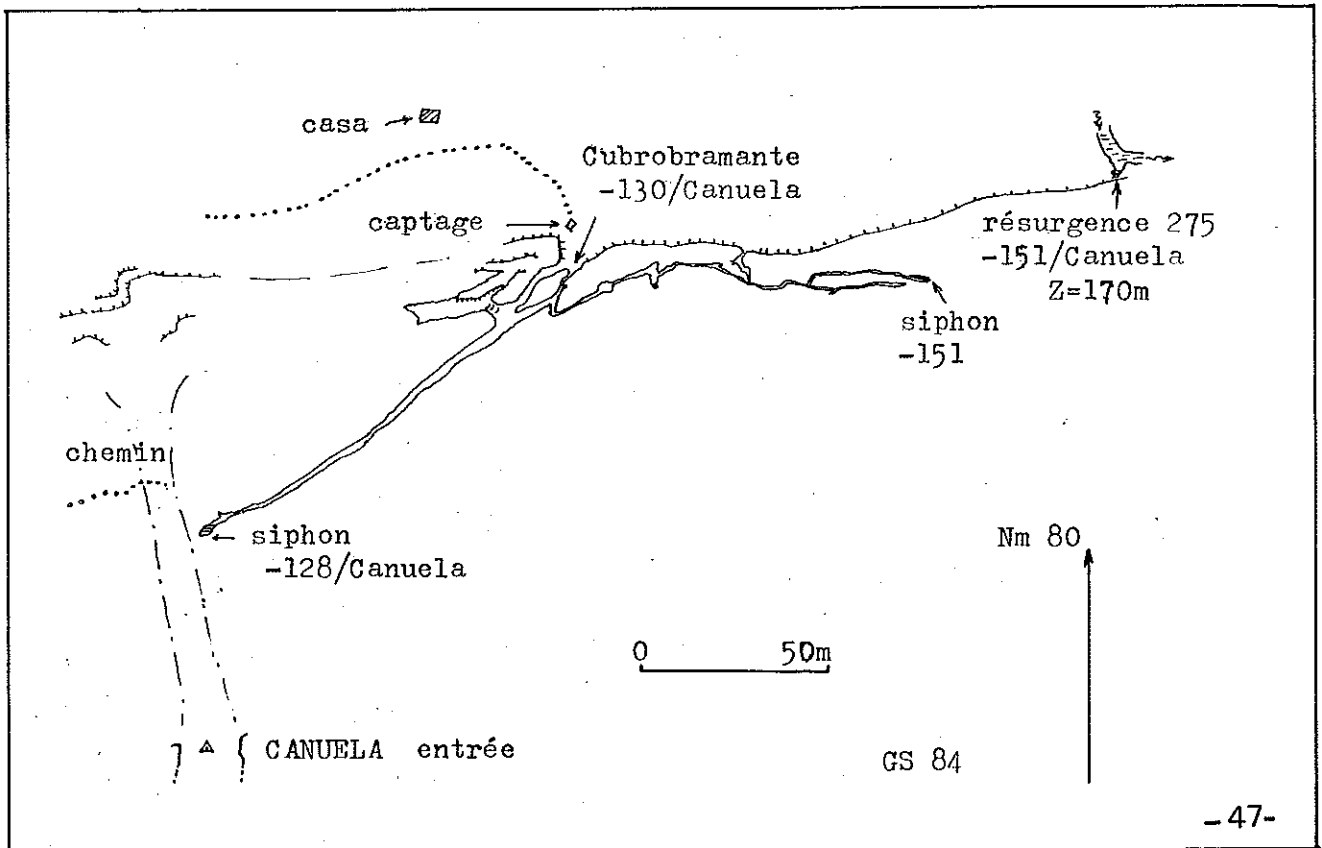 casa
Cubrobramante
-130/Canuela
captage
résurgence 275
-151/Canuela
Z=170m
siphon
-151
chemin
siphon
-128/Canuela
Nm 80
0 50m
CANUELA entrée
GS 84
-47-